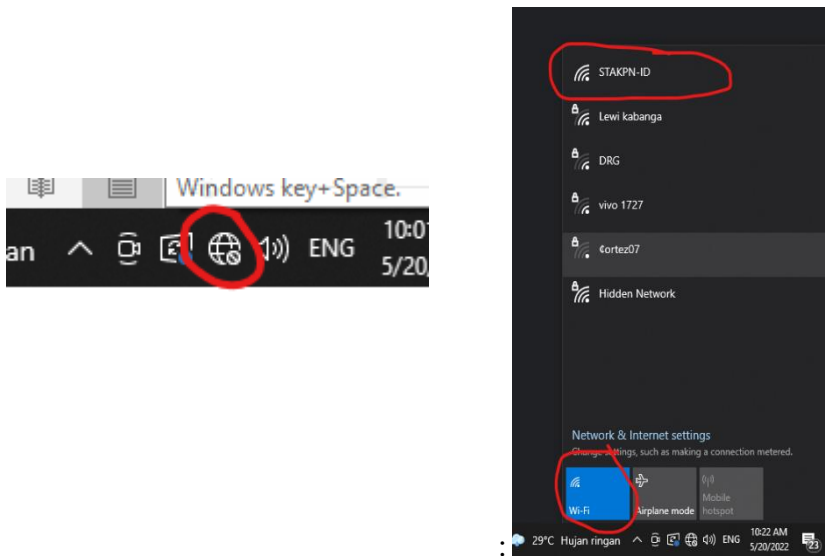 Windows key+Space.
an
ENG
10:01
5/20,
STAKPN-ID
Lewi kabanga
DRG
vivo 1727
¢ortez07
Hidden Network
Network & Internet settings
Change settings, such as making a connection metered.
Wi-Fi
Airplane mode
Mobile
hotspot
:
29°C Hujan ringan
ENG
10:22 AM
5/20/2022
23